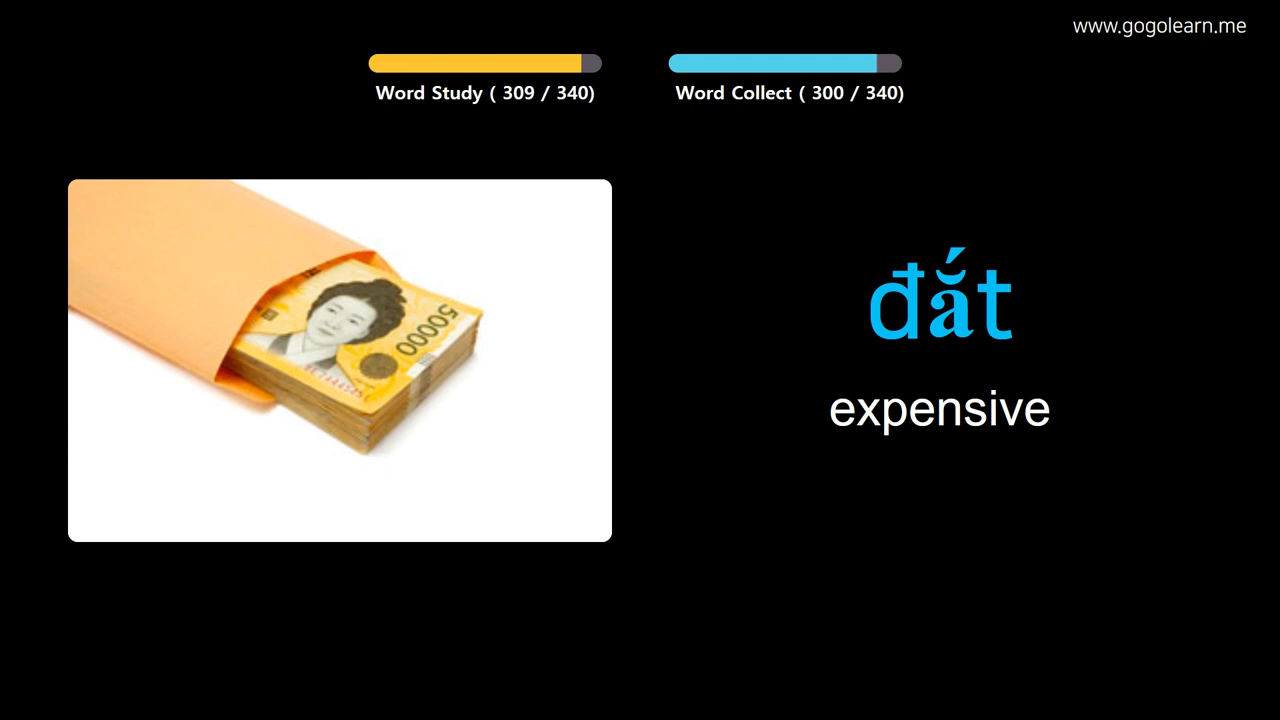 www.gogolearn.me
Word Study ( 309 / 340)
Word Collect ( 300 / 340)
50000
đắt
expensive